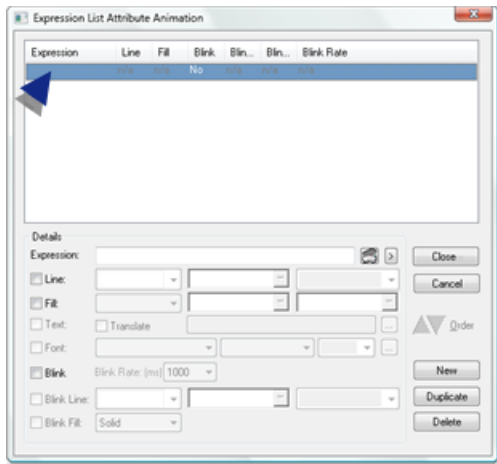 Expression List Attribute Animation
Expression Line Fill Blink Blin... Blin... Blink Rate
n/a n/a No n/a n/a n/a
Details
Expression: > Close
Line: Cancel
Fill:
Text: Translate ... Order
Font: ...
Blink Blink Rate: (ms) 1000 New
Blink Line: Duplicate
Blink Fill: Solid Delete